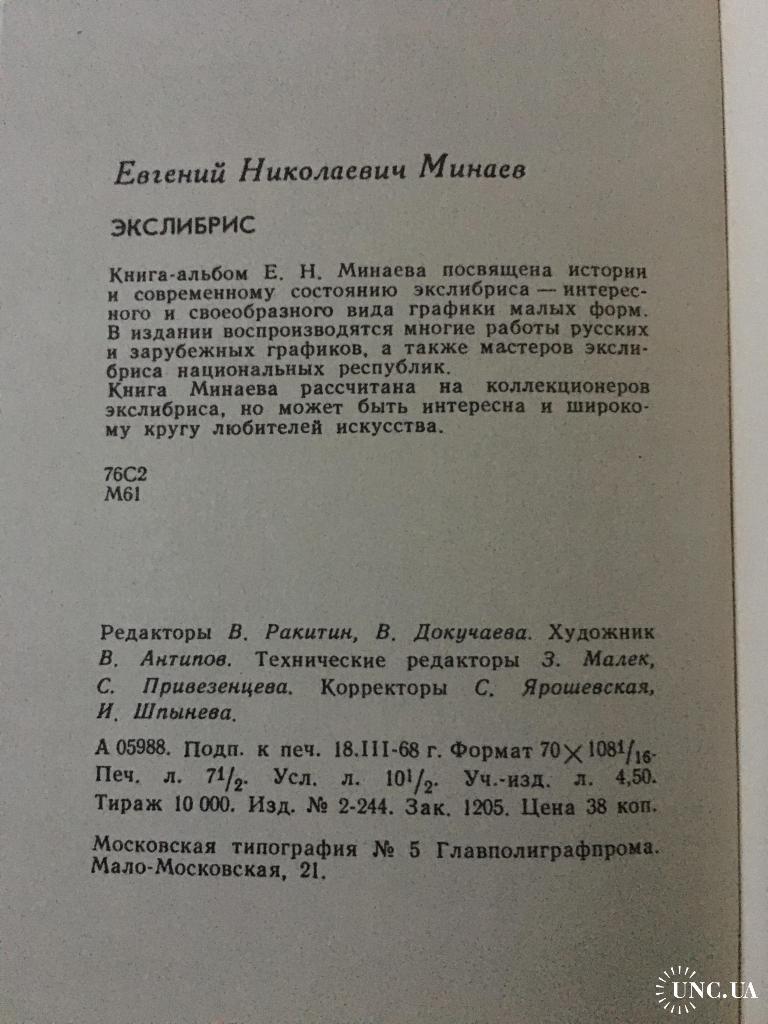 Евгений Николаевич Минаев
ЭКСЛИБРИС
Книга-альбом Е. Н. Минаева посвящена истории
и современному состоянию экслибриса — интерес-
ного и своеобразного вида графики малых форм.
В издании воспроизводятся многие работы русских
и зарубежных графиков, а также мастеров эксли-
бриса национальных республик.
Книга Минаева рассчитана на коллекционеров
экслибриса, но может быть интересна и широко-
му кругу любителей искусства.
76С2
М61
Редакторы В. Ракитин, В. Докучаева. Художник
В. Антипов. Технические редакторы З. Малек,
С. Привезенцева. Корректоры С. Ярошевская,
И. Шпынева.
А 05988. Подп. к печ. 18.III-68 г. Формат 70×108¹/₁₆.
Печ. л. 7¹/₂. Усл. л. 10¹/₂. Уч.-изд. л. 4,50.
Тираж 10 000. Изд. № 2-244. Зак. 1205. Цена 38 коп.
Московская типография № 5 Главполиграфпрома.
Мало-Московская, 21.
UNC.UA